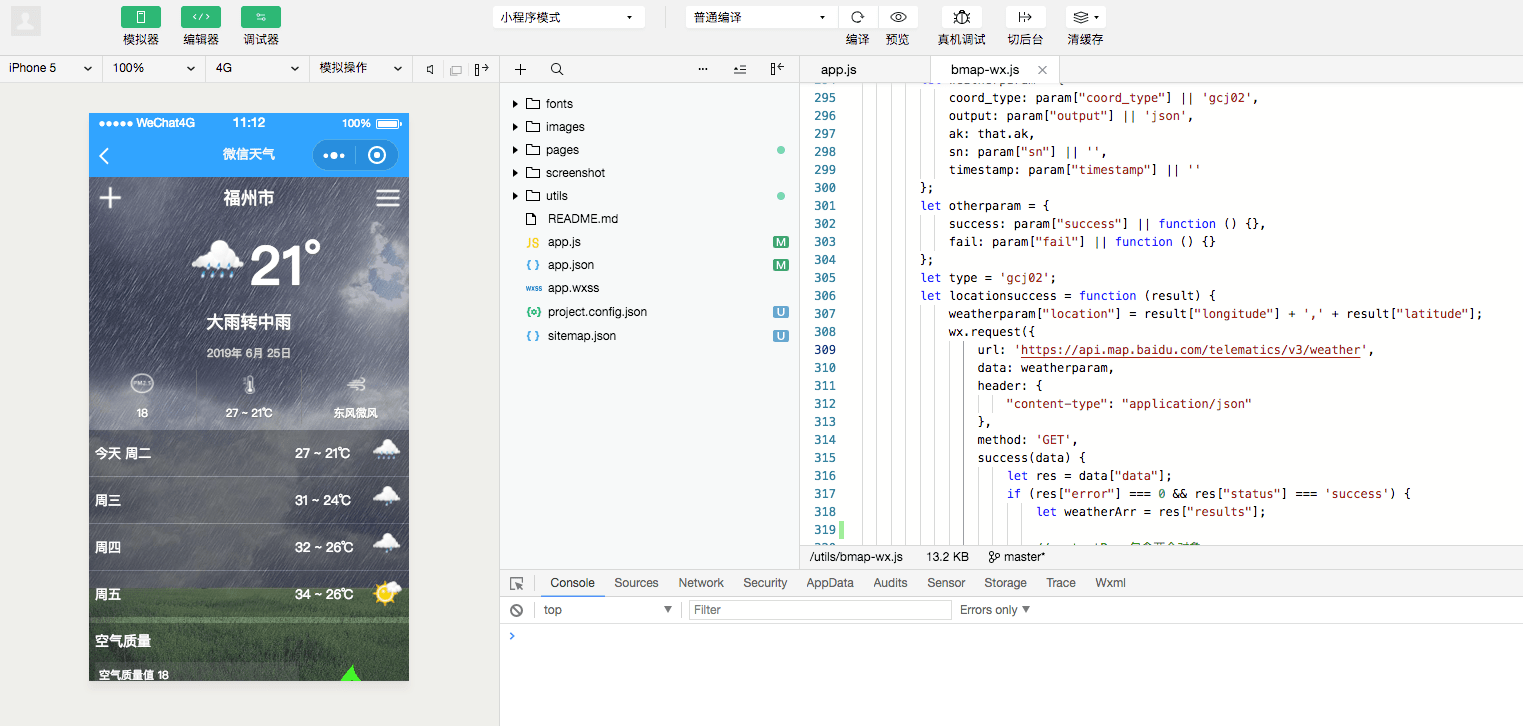 模拟器 编辑器 调试器 小程序模式 普通编译 编译 预览 真机调试 切后台 清缓存
iPhone 5 100% 4G 模拟操作
app.js bmap-wx.js
WeChat4G 11:12 100%
微信天气
福州市
21°
大雨转中雨
2019年 6月 25日
PM2.5
18 27 ~ 21℃ 东风微风
今天 周二 27 ~ 21℃
周三 31 ~ 24℃
周四 32 ~ 26℃
周五 34 ~ 26℃
空气质量
空气质量值 18
fonts
images
pages
screenshot
utils
README.md
JS app.js M
{ } app.json M
wxss app.wxss
{o} project.config.json U
{ } sitemap.json U
295 coord_type: param["coord_type"] || 'gcj02',
296 output: param["output"] || 'json',
297 ak: that.ak,
298 sn: param["sn"] || '',
299 timestamp: param["timestamp"] || ''
300 };
301 let otherparam = {
302 success: param["success"] || function () {},
303 fail: param["fail"] || function () {}
304 };
305 let type = 'gcj02';
306 let locationsuccess = function (result) {
307 weatherparam["location"] = result["longitude"] + ',' + result["latitude"];
308 wx.request({
309 url: 'https://api.map.baidu.com/telematics/v3/weather',
310 data: weatherparam,
311 header: {
312 "content-type": "application/json"
313 },
314 method: 'GET',
315 success(data) {
316 let res = data["data"];
317 if (res["error"] === 0 && res["status"] === 'success') {
318 let weatherArr = res["results"];
319
/utils/bmap-wx.js 13.2 KB master*
Console Sources Network Security AppData Audits Sensor Storage Trace Wxml
top Filter Errors only